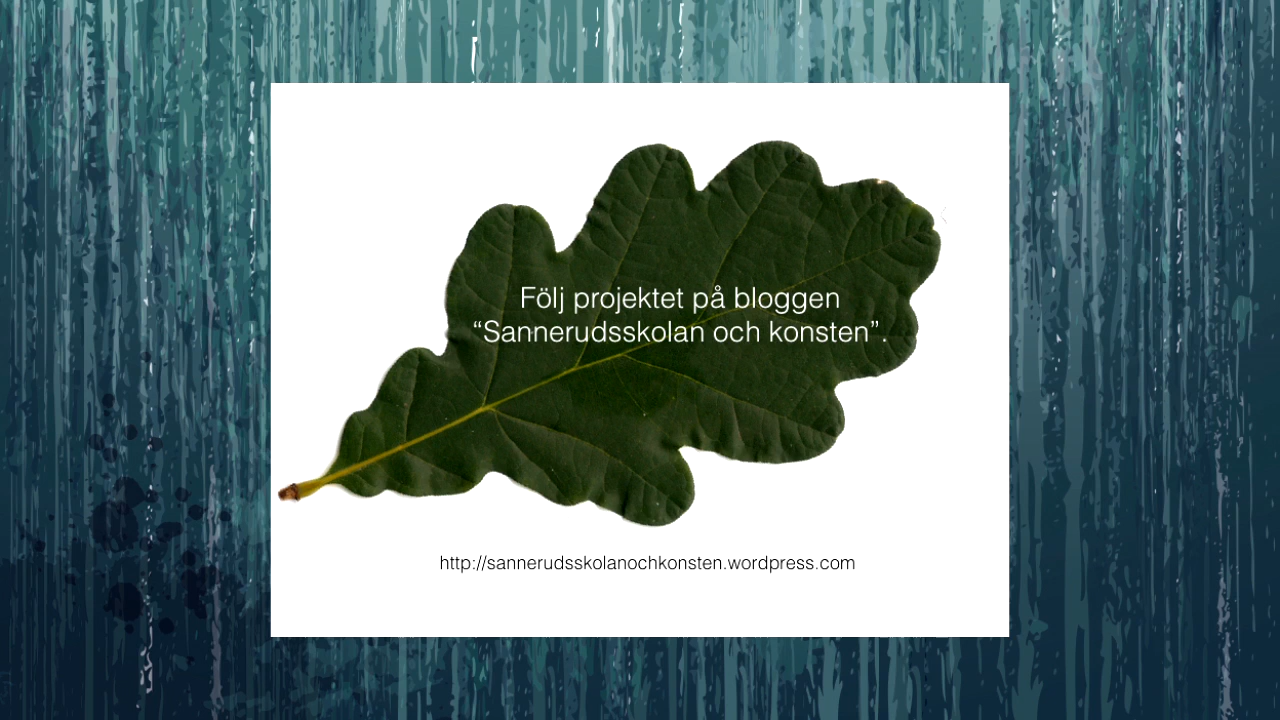 Följ projektet på bloggen
“Sannerudsskolan och konsten”.
http://sannerudsskolanochkonsten.wordpress.com